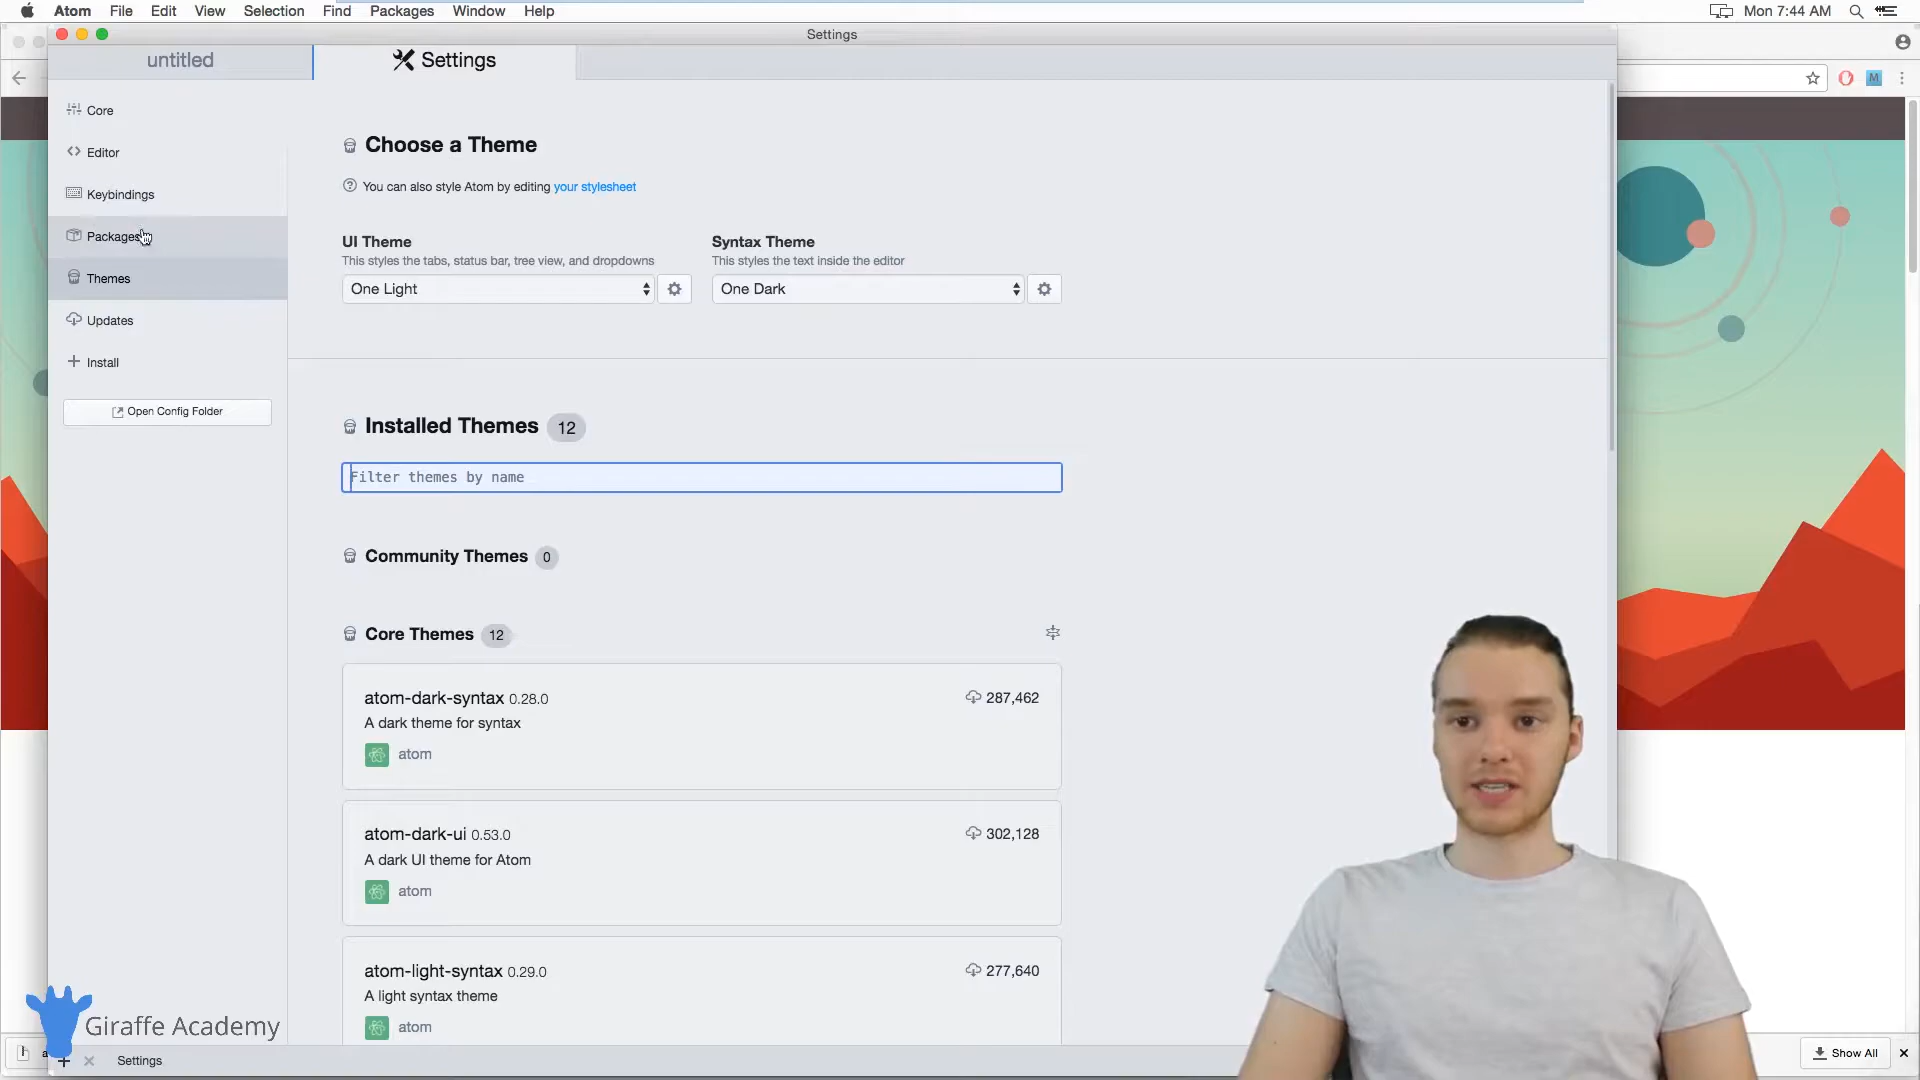 Atom File Edit View Selection Find Packages Window Help Mon 7:44 AM
Settings
untitled
Settings
M
Core
Editor
Keybindings
Packages
Themes
Updates
Install
Open Config Folder
Choose a Theme
You can also style Atom by editing your stylesheet
UI Theme
This styles the tabs, status bar, tree view, and dropdowns
One Light
Syntax Theme
This styles the text inside the editor
One Dark
Installed Themes 12
Filter themes by name
Community Themes 0
Core Themes 12
atom-dark-syntax 0.28.0 287,462
A dark theme for syntax
atom
atom-dark-ui 0.53.0 302,128
A dark UI theme for Atom
atom
atom-light-syntax 0.29.0 277,640
A light syntax theme
atom
Giraffe Academy
Settings
Show All